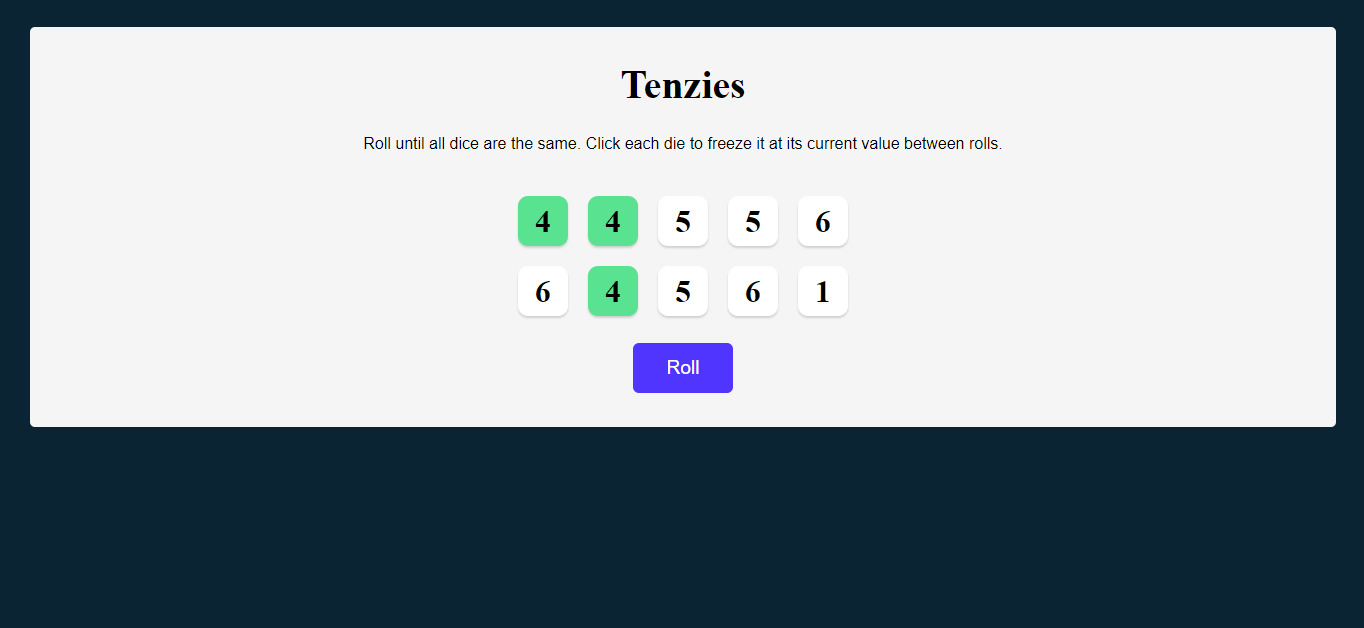 Tenzies
Roll until all dice are the same. Click each die to freeze it at its current value between rolls.
4 4 5 5 6
6 4 5 6 1
Roll